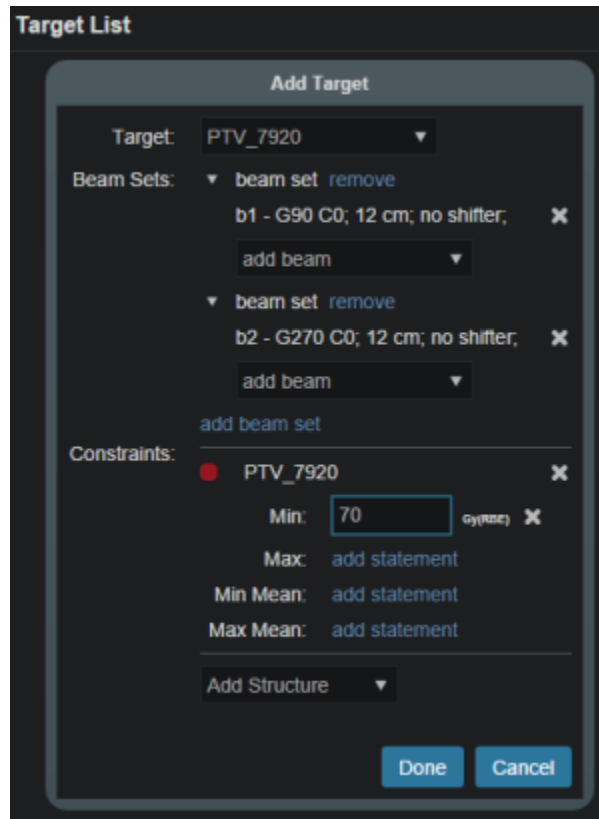 Target List
Add Target
Target: PTV_7920
Beam Sets: beam set remove
b1 - G90 C0; 12 cm; no shifter;
add beam
beam set remove
b2 - G270 C0; 12 cm; no shifter;
add beam
add beam set
Constraints:
PTV_7920
Min: 70 Gy(RBE)
Max: add statement
Min Mean: add statement
Max Mean: add statement
Add Structure
Done Cancel